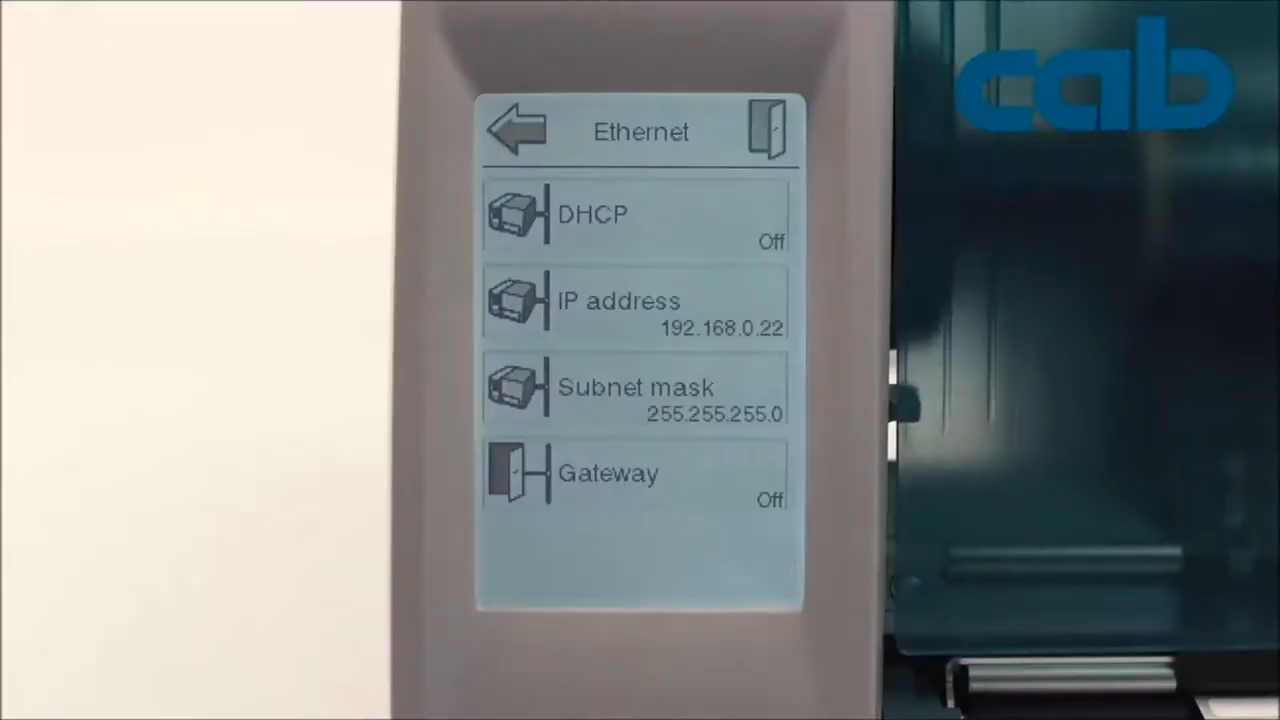 cab
Ethernet
DHCP
Off
IP address
192.168.0.22
Subnet mask
255.255.255.0
Gateway
Off